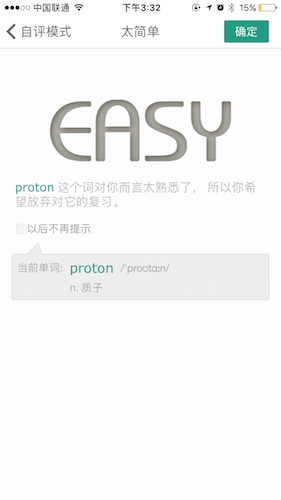 中国联通 下午3:32 15%
自评模式 太简单 确定
EASY
proton 这个词对你而言太熟悉了， 所以你希
望放弃对它的复习。
以后不再提示
当前单词: proton /'proʊtɑ:n/
n. 质子